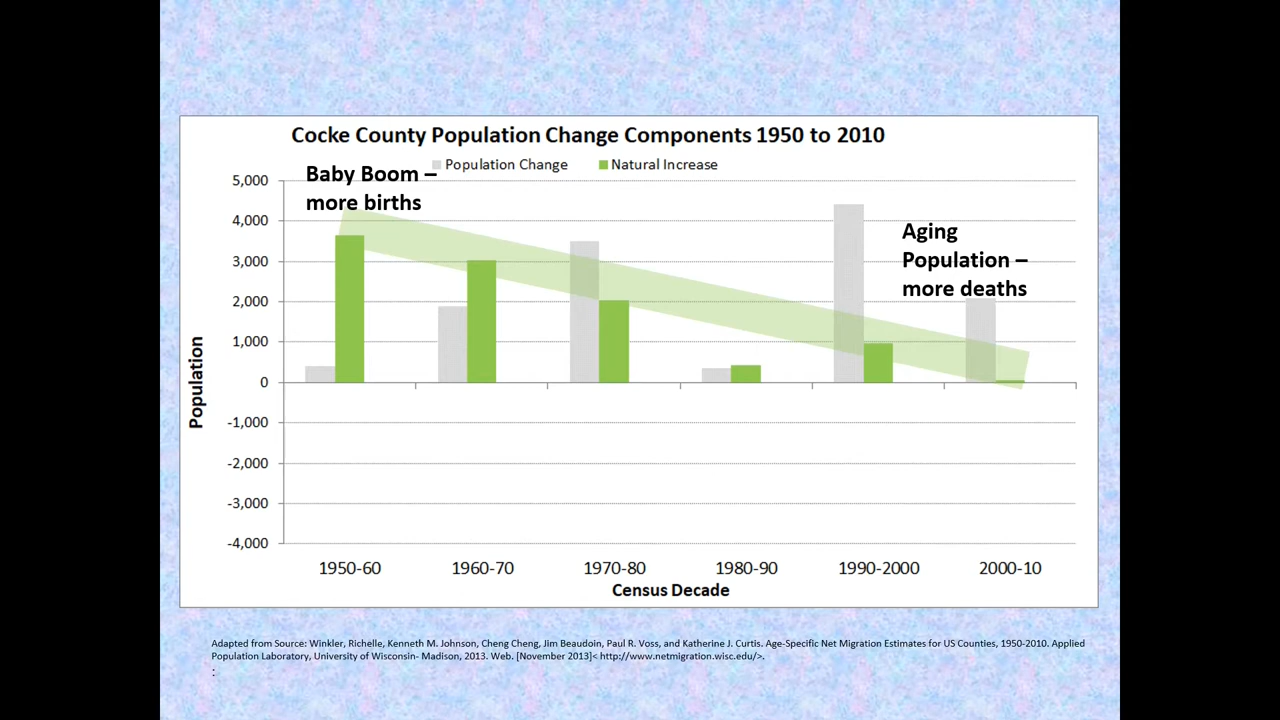 Cocke County Population Change Components 1950 to 2010
Population Change
Natural Increase
Baby Boom –
more births
Aging
Population –
more deaths
5,000
4,000
3,000
2,000
1,000
0
-1,000
-2,000
-3,000
-4,000
Population
1950-60
1960-70
1970-80
1980-90
1990-2000
2000-10
Census Decade
Adapted from Source: Winkler, Richelle, Kenneth M. Johnson, Cheng Cheng, Jim Beaudoin, Paul R. Voss, and Katherine J. Curtis. Age-Specific Net Migration Estimates for US Counties, 1950-2010. Applied
Population Laboratory, University of Wisconsin- Madison, 2013. Web. [November 2013]< http://www.netmigration.wisc.edu/>.
: